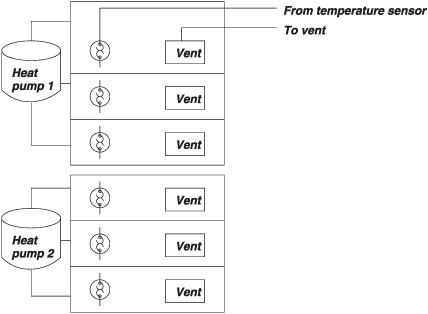 From temperature sensor
To vent
Vent
Heat
pump 1
Vent
Vent
Vent
Heat
pump 2
Vent
Vent